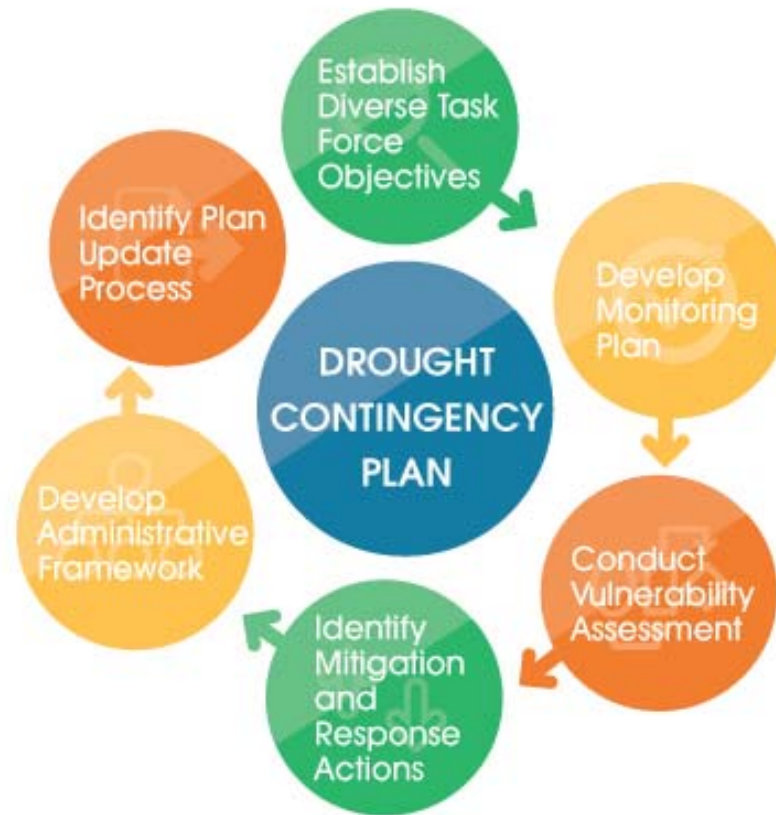 Establish
Diverse Task
Force
Objectives
Develop
Monitoring
Plan
Conduct
Vulnerability
Assessment
Identify
Mitigation
and
Response
Actions
Develop
Administrative
Framework
Identify Plan
Update
Process
DROUGHT
CONTINGENCY
PLAN